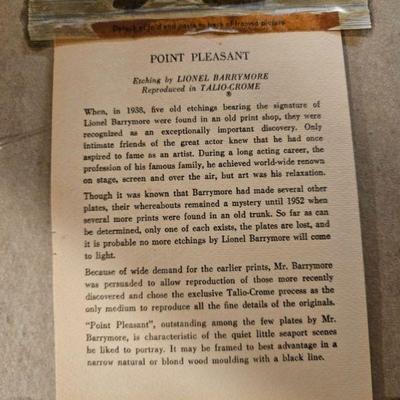 Detach at fold and paste to back of framed picture
POINT PLEASANT
Etching by LIONEL BARRYMORE
Reproduced in TALIO-CROME
®
When, in 1938, five old etchings bearing the signature of
Lionel Barrymore were found in an old print shop, they were
recognized as an exceptionally important discovery. Only
intimate friends of the great actor knew that he had once
aspired to fame as an artist. During a long acting career, the
profession of his famous family, he achieved world-wide renown
on stage, screen and over the air, but art was his relaxation.
Though it was known that Barrymore had made several other
plates, their whereabouts remained a mystery until 1952 when
several more prints were found in an old trunk. So far as can
be determined, only one of each exists, the plates are lost, and
it is probable no more etchings by Lionel Barrymore will come
to light.
Because of wide demand for the earlier prints, Mr. Barrymore
was persuaded to allow reproduction of those more recently
discovered and chose the exclusive Talio-Crome process as the
only medium to reproduce all the fine details of the originals.
"Point Pleasant", outstanding among the few plates by Mr.
Barrymore, is characteristic of the quiet little seaport scenes
he liked to portray. It may be framed to best advantage in a
narrow natural or blond wood moulding with a black line.